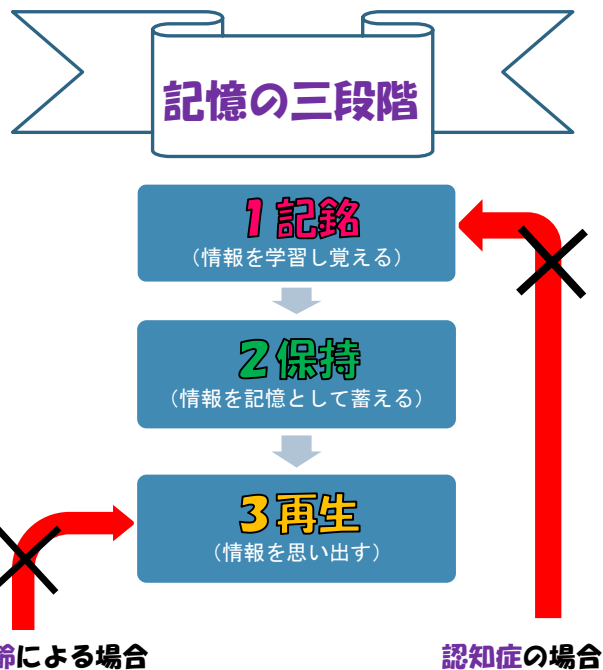 記憶の三段階
1 記銘
（情報を学習し覚える）
2 保持
（情報を記憶として蓄える）
3 再生
（情報を思い出す）
齢による場合
認知症の場合